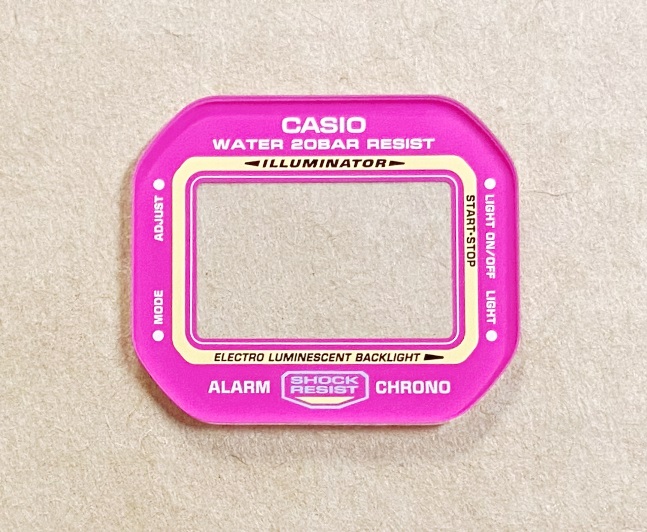 CASIO
WATER 20BAR RESIST
ILLUMINATOR
ADJUST
MODE
START•STOP
LIGHT ON/OFF
LIGHT
ELECTRO LUMINESCENT BACKLIGHT
ALARM
SHOCK
RESIST
CHRONO